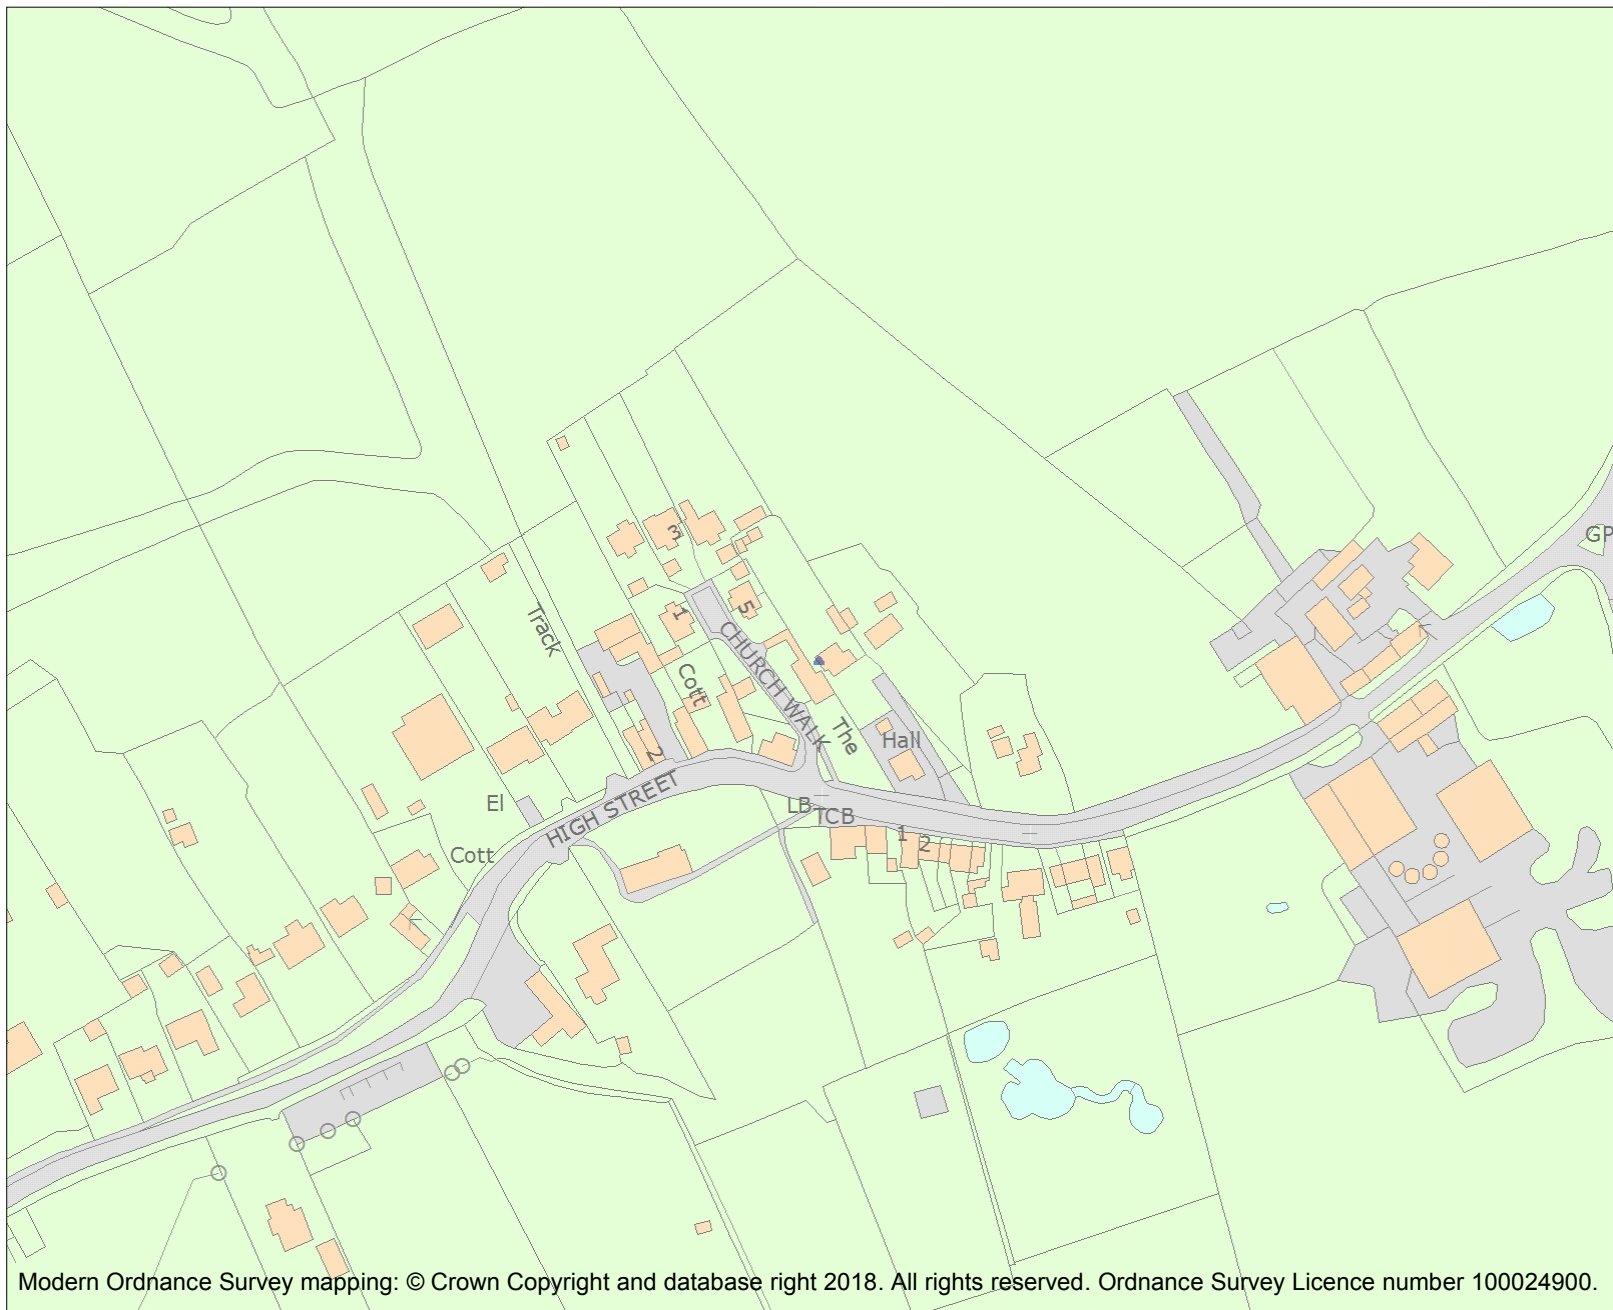 GP
3
Track
1
5
CHURCH WALK
Cott
The
Hall
2
HIGH STREET
El
LB
TCB
1
2
Cott
Modern Ordnance Survey mapping: © Crown Copyright and database right 2018. All rights reserved. Ordnance Survey Licence number 100024900.